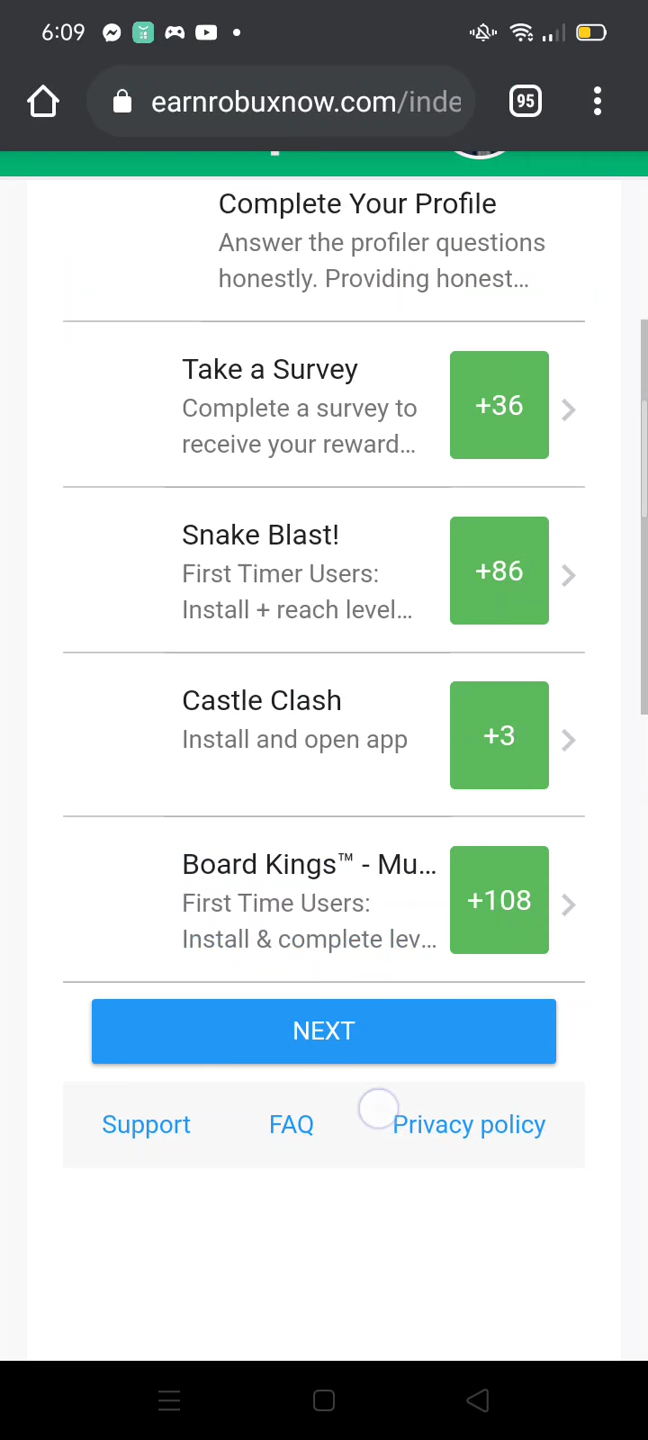 6:09
earnrobuxnow.com/inde
95
Complete Your Profile
Answer the profiler questions
honestly. Providing honest...
Take a Survey
Complete a survey to
receive your reward...
+36
Snake Blast!
First Timer Users:
Install + reach level...
+86
Castle Clash
Install and open app
+3
Board Kings™ - Mu...
First Time Users:
Install & complete lev...
+108
NEXT
Support FAQ Privacy policy